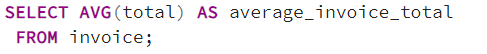 SELECT AVG(total) AS average_invoice_total
FROM invoice;